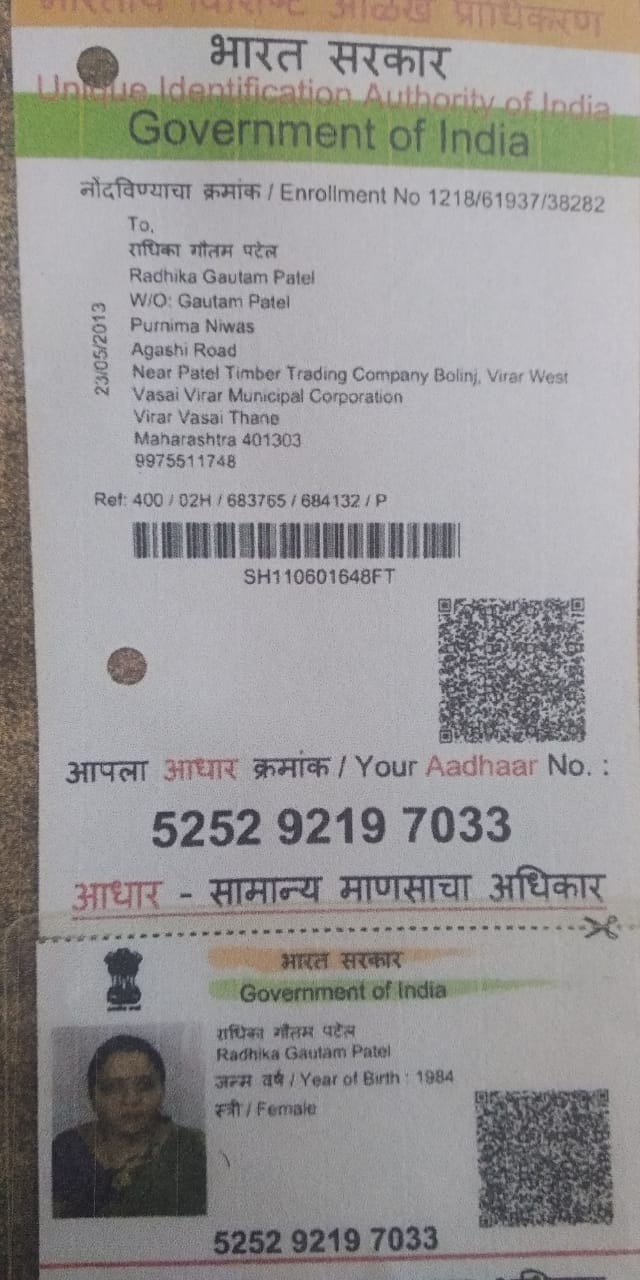 भारतीय विशिष्ट ओळख प्राधिकरण
भारत सरकार
Unique Identification Authority of India
Government of India
नोंदविण्याचा क्रमांक / Enrollment No 1218/61937/38282
To,
राधिका गौतम पटेल
Radhika Gautam Patel
W/O: Gautam Patel
Purnima Niwas
Agashi Road
Near Patel Timber Trading Company Bolinj, Virar West
Vasai Virar Municipal Corporation
Virar Vasai Thane
Maharashtra 401303
9975511748
23/05/2013
Ref: 400 / 02H / 683765 / 684132 / P
SH110601648FT
आपला आधार क्रमांक / Your Aadhaar No. :
5252 9219 7033
आधार - सामान्य माणसाचा अधिकार
भारत सरकार
Government of India
राधिका गौतम पटेल
Radhika Gautam Patel
जन्म वर्ष / Year of Birth : 1984
स्त्री / Female
5252 9219 7033